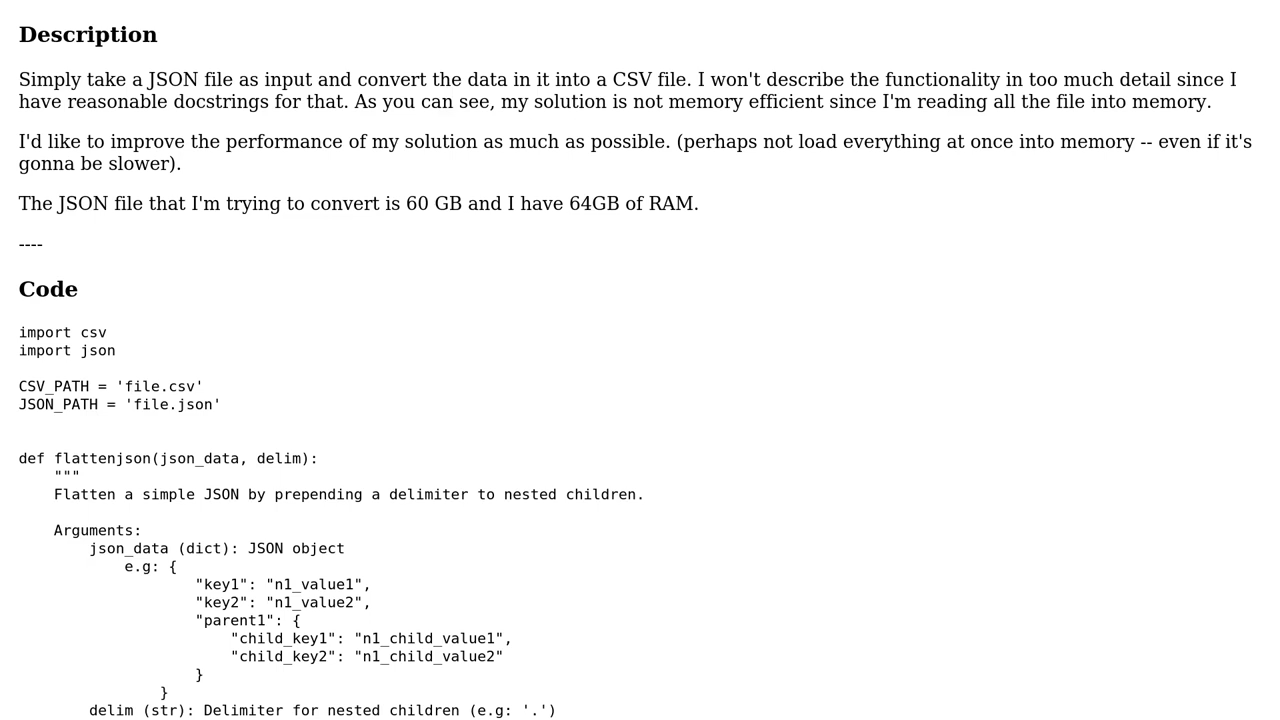 Description
Simply take a JSON file as input and convert the data in it into a CSV file. I won't describe the functionality in too much detail since I
have reasonable docstrings for that. As you can see, my solution is not memory efficient since I'm reading all the file into memory.
I'd like to improve the performance of my solution as much as possible. (perhaps not load everything at once into memory -- even if it's
gonna be slower).
The JSON file that I'm trying to convert is 60 GB and I have 64GB of RAM.
----
Code
import csv
import json
CSV_PATH = 'file.csv'
JSON_PATH = 'file.json'
def flattenjson(json_data, delim):
    """
    Flatten a simple JSON by prepending a delimiter to nested children.
    Arguments:
        json_data (dict): JSON object
            e.g: {
                    "key1": "n1_value1",
                    "key2": "n1_value2",
                    "parent1": {
                        "child_key1": "n1_child_value1",
                        "child_key2": "n1_child_value2"
                    }
                }
        delim (str): Delimiter for nested children (e.g: '.')